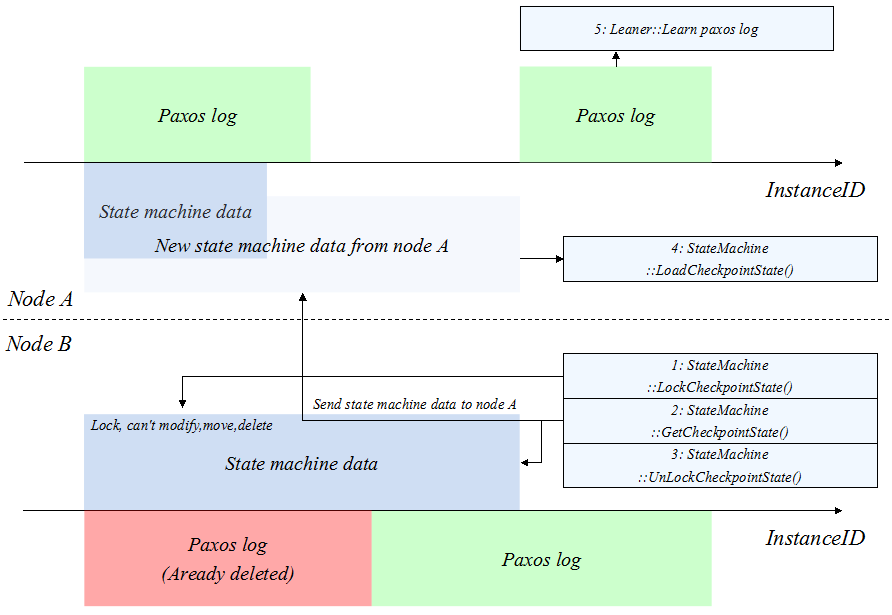 5: Leaner::Learn paxos log
Paxos log
Paxos log
InstanceID
State machine data
New state machine data from node A
4: StateMachine
::LoadCheckpointState()
Node A
Node B
1: StateMachine
::LockCheckpointState()
Send state machine data to node A
2: StateMachine
::GetCheckpointState()
Lock, can't modify,move,delete
State machine data
3: StateMachine
::UnLockCheckpointState()
InstanceID
Paxos log
(Aready deleted)
Paxos log